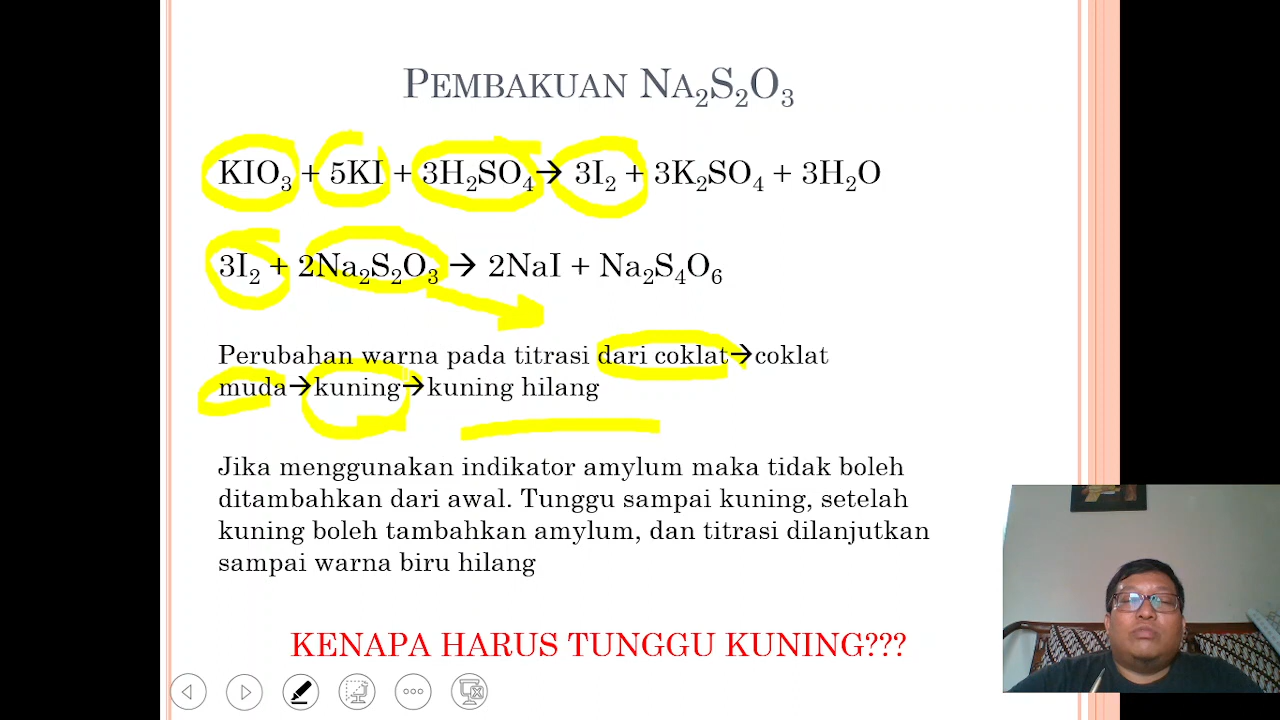 PEMBAKUAN NA₂S₂O₃
KIO₃ + 5KI + 3H₂SO₄→ 3I₂ + 3K₂SO₄ + 3H₂O
3I₂ + 2Na₂S₂O₃ → 2NaI + Na₂S₄O₆
Perubahan warna pada titrasi dari coklat→coklat
muda→kuning→kuning hilang
Jika menggunakan indikator amylum maka tidak boleh
ditambahkan dari awal. Tunggu sampai kuning, setelah
kuning boleh tambahkan amylum, dan titrasi dilanjutkan
sampai warna biru hilang
KENAPA HARUS TUNGGU KUNING???